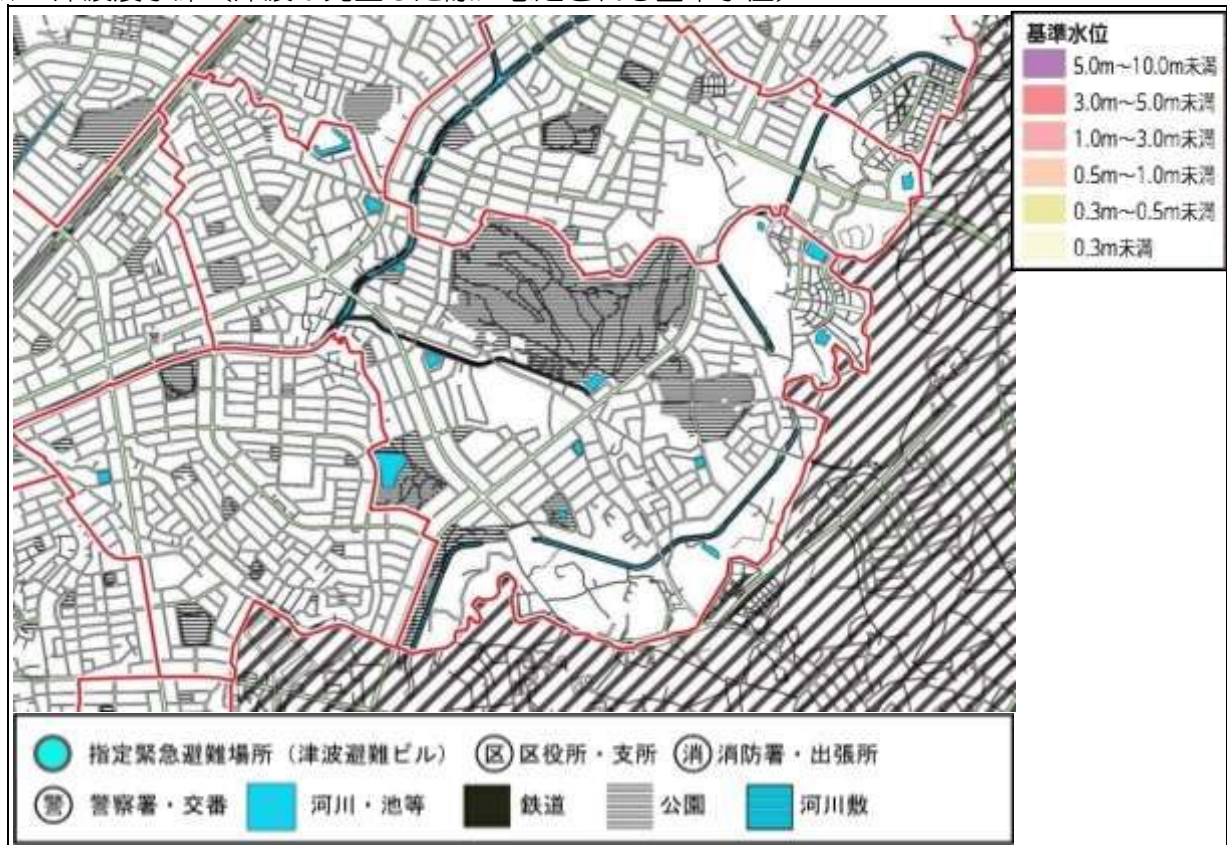 基準水位
5.0m～10.0m未満
3.0m～5.0m未満
1.0m～3.0m未満
0.5m～1.0m未満
0.3m～0.5m未満
0.3m未満
指定緊急避難場所（津波避難ビル） 区 区役所・支所 消 消防署・出張所
警 警察署・交番 河川・池等 鉄道 公園 河川敷